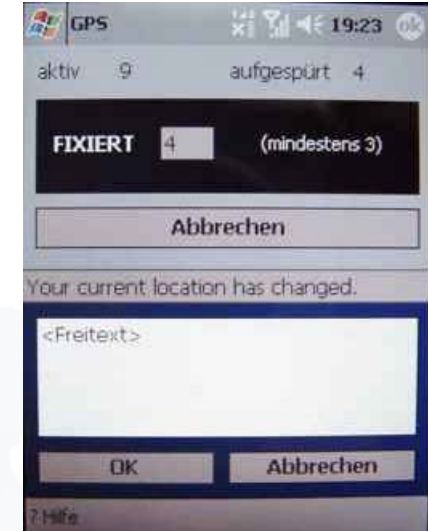 GPS 19:23 ok
aktiv 9 aufgespürt 4
FIXIERT 4 (mindestens 3)
Abbrechen
Your current location has changed.
<Freitext>
OK Abbrechen
? Hilfe